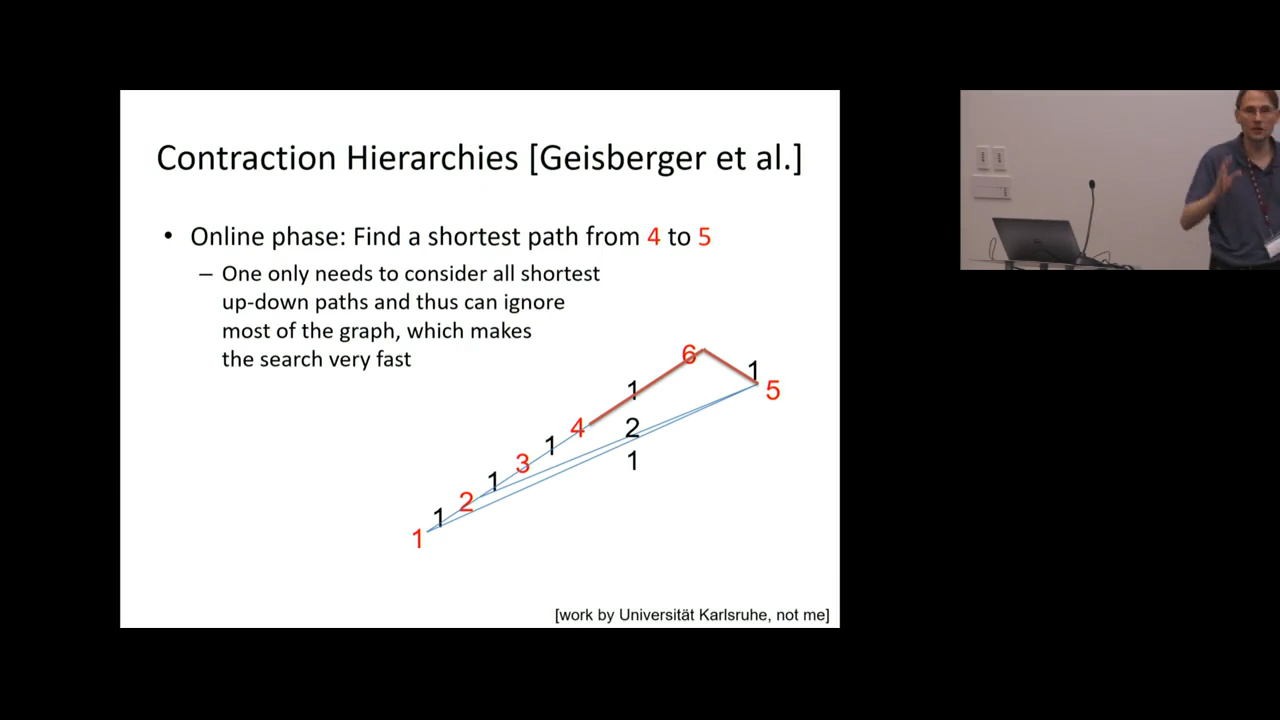 Contraction Hierarchies [Geisberger et al.]
• Online phase: Find a shortest path from 4 to 5
– One only needs to consider all shortest
up-down paths and thus can ignore
most of the graph, which makes
the search very fast
6
1
1
5
4
2
1
3
1
1
2
1
1
[work by Universität Karlsruhe, not me]